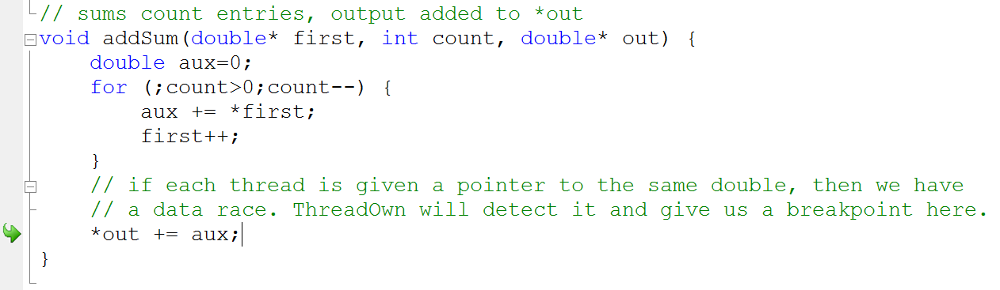 // sums count entries, output added to *out
void addSum(double* first, int count, double* out) {
    double aux=0;
    for (;count>0;count--) {
        aux += *first;
        first++;
    }
    // if each thread is given a pointer to the same double, then we have
    // a data race. ThreadOwn will detect it and give us a breakpoint here.
    *out += aux;
}